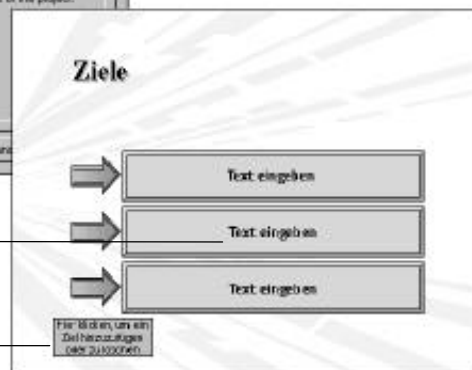 Ziele
Text eingeben
Text eingeben
Text eingeben
Hier klicken, um ein
Ziel hinzuzufügen
oder zu löschen